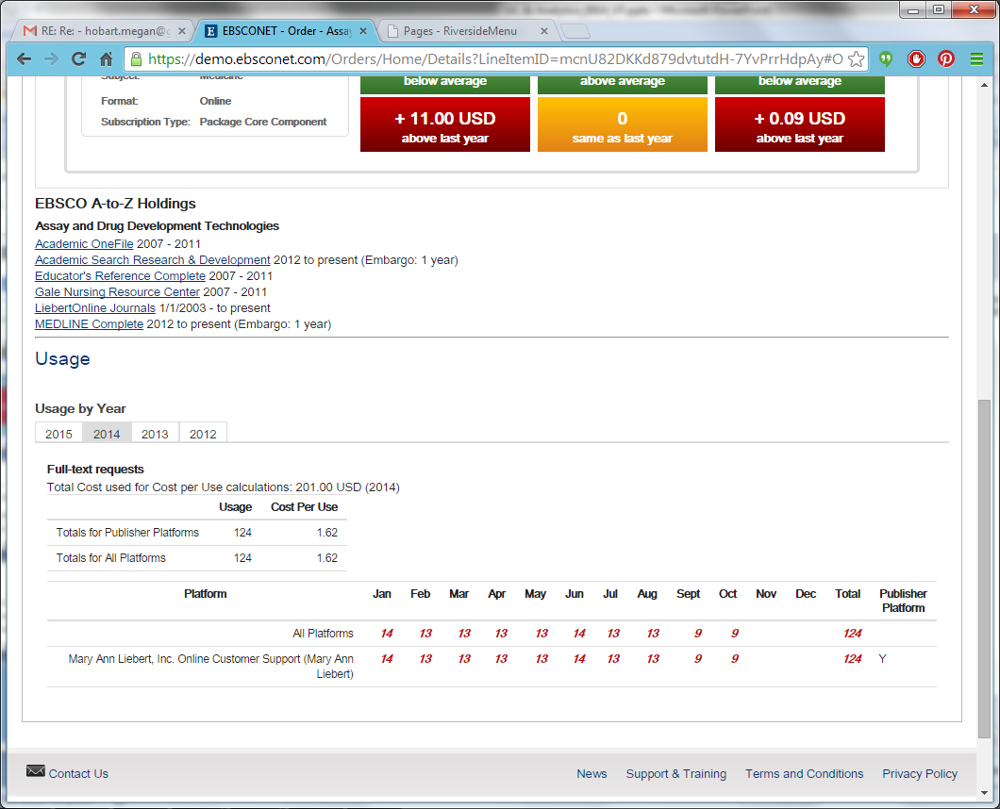 RE: Re: - hobart.megan@g
EBSCONET - Order - Assay
Pages - RiversideMenu
https://demo.ebsconet.com/Orders/Home/Details?LineItemID=mcnU82DKKd879dvtutdH-7YvPrrHdpAy#O
Subject: Medicine
below average above average below average
Format: Online
Subscription Type: Package Core Component
+ 11.00 USD 0 + 0.09 USD
above last year same as last year above last year
EBSCO A-to-Z Holdings
Assay and Drug Development Technologies
Academic OneFile 2007 - 2011
Academic Search Research & Development 2012 to present (Embargo: 1 year)
Educator's Reference Complete 2007 - 2011
Gale Nursing Resource Center 2007 - 2011
LiebertOnline Journals 1/1/2003 - to present
MEDLINE Complete 2012 to present (Embargo: 1 year)
Usage
Usage by Year
2015 2014 2013 2012
Full-text requests
Total Cost used for Cost per Use calculations: 201.00 USD (2014)
Usage Cost Per Use
Totals for Publisher Platforms 124 1.62
Totals for All Platforms 124 1.62
Platform Jan Feb Mar Apr May Jun Jul Aug Sept Oct Nov Dec Total Publisher
Platform
All Platforms 14 13 13 13 13 14 13 13 9 9 124
Mary Ann Liebert, Inc. Online Customer Support (Mary Ann 14 13 13 13 13 14 13 13 9 9 124 Y
Liebert)
Contact Us News Support & Training Terms and Conditions Privacy Policy